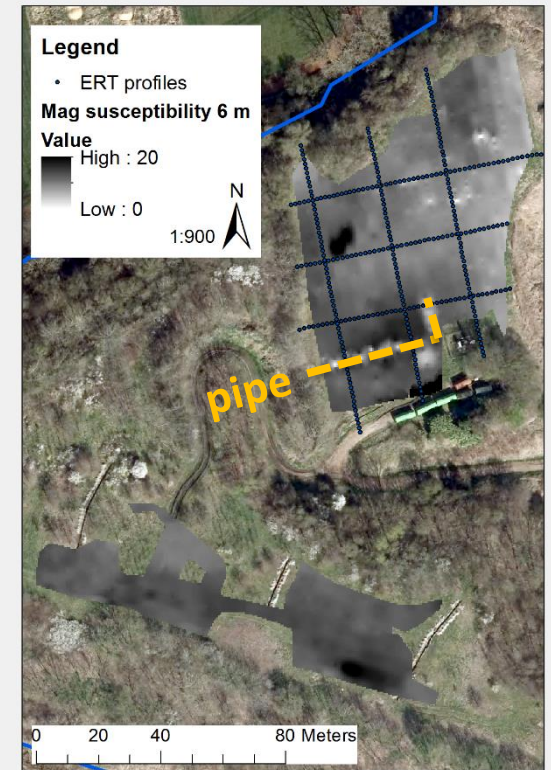 Legend
ERT profiles
Mag susceptibility 6 m
Value
High : 20
Low : 0
N
1:900
pipe
0 20 40 80 Meters